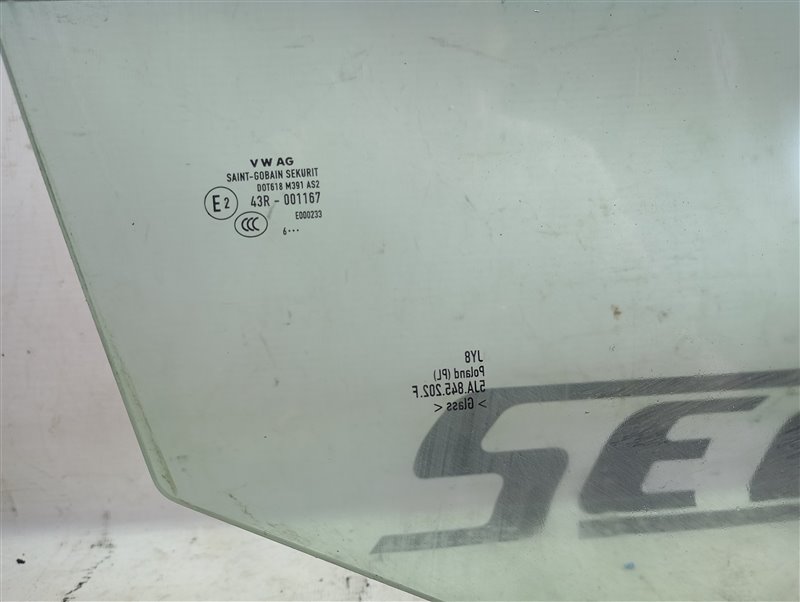 VW AG
SAINT-GOBAIN SEKURIT
DOT618 M391 AS2
E2 43R - 001167
CCC E000233
6•••
JY8
Poland (PL)
5JA.845.202.F
> Glass <